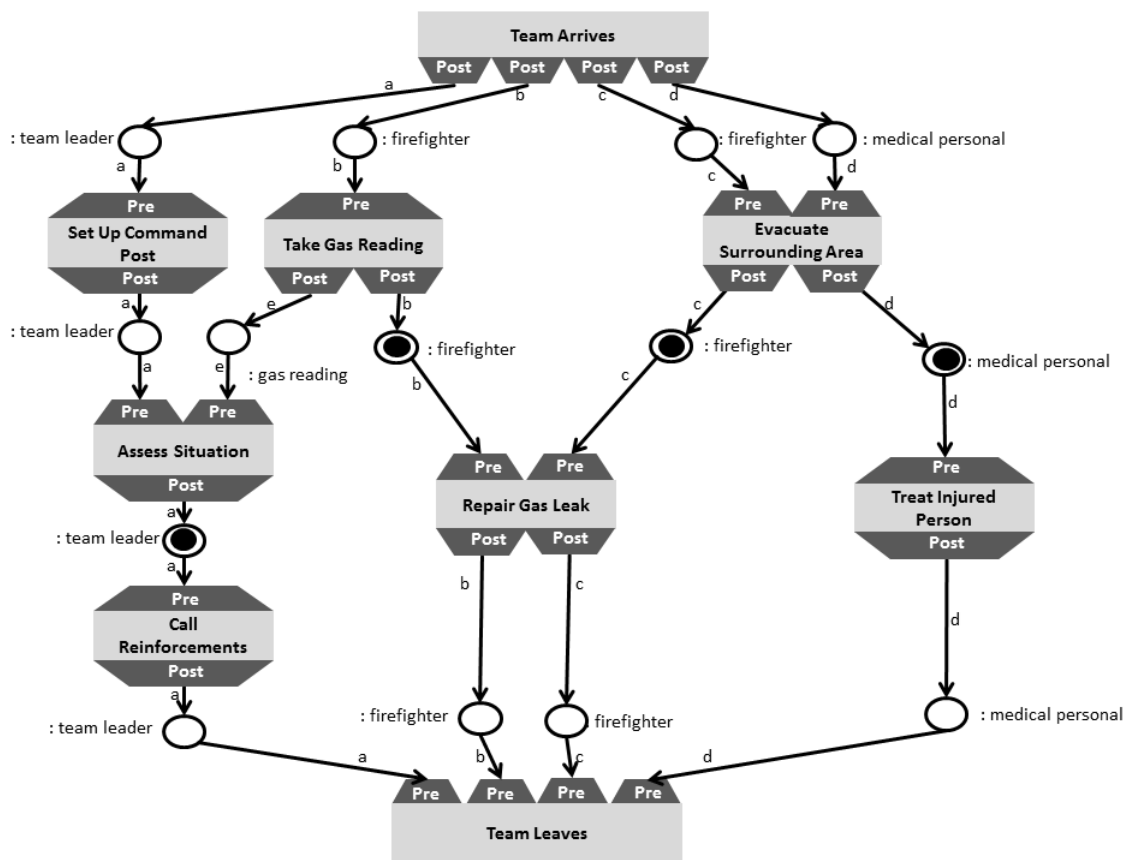 Team Arrives
Post Post Post Post
a b c d
: team leader : firefighter : firefighter : medical personal
a b c d
Pre Pre Pre Pre
Set Up Command
Post
Take Gas Reading
Evacuate
Surrounding Area
Post Post Post Post Post
a e b c d
: team leader : firefighter : firefighter : medical personal
a e : gas reading b c d
Pre Pre
Assess Situation
Post
Pre Pre
Repair Gas Leak
Post Post
Pre
Treat Injured
Person
Post
a
: team leader
a
b c d
Pre
Call
Reinforcements
Post
a
: team leader : firefighter : firefighter : medical personal
a b c d
Pre Pre Pre Pre
Team Leaves